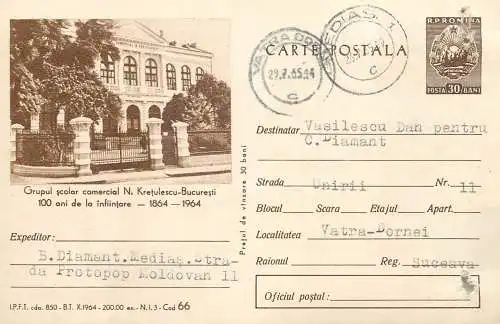 CARTE POSTALA
R.P.ROMINA
POSTA 30 BANI
VATRA DORNEI
29.7.65.14
C
MEDIAŞ 1
C
Grupul şcolar comercial N. Kreţulescu-Bucureşti
100 ani de la înfiinţare — 1864 — 1964
Expeditor:
B.Diamant.Mediaş.Stra-
da Protopop Moldovan 11
I.P.F.T. cda. 850 - B.T. X.1964 - 200.00 ex. - N.I.3 - Cod 66
Preţul de vînzare 30 bani
Destinatar Vasilescu Dan pentru
C.Diamant
Strada Unirii Nr. 11
Blocul Scara Etajul Apart.
Localitatea Vatra-Dornei
Raionul Reg. Suceava
Oficiul poştal: